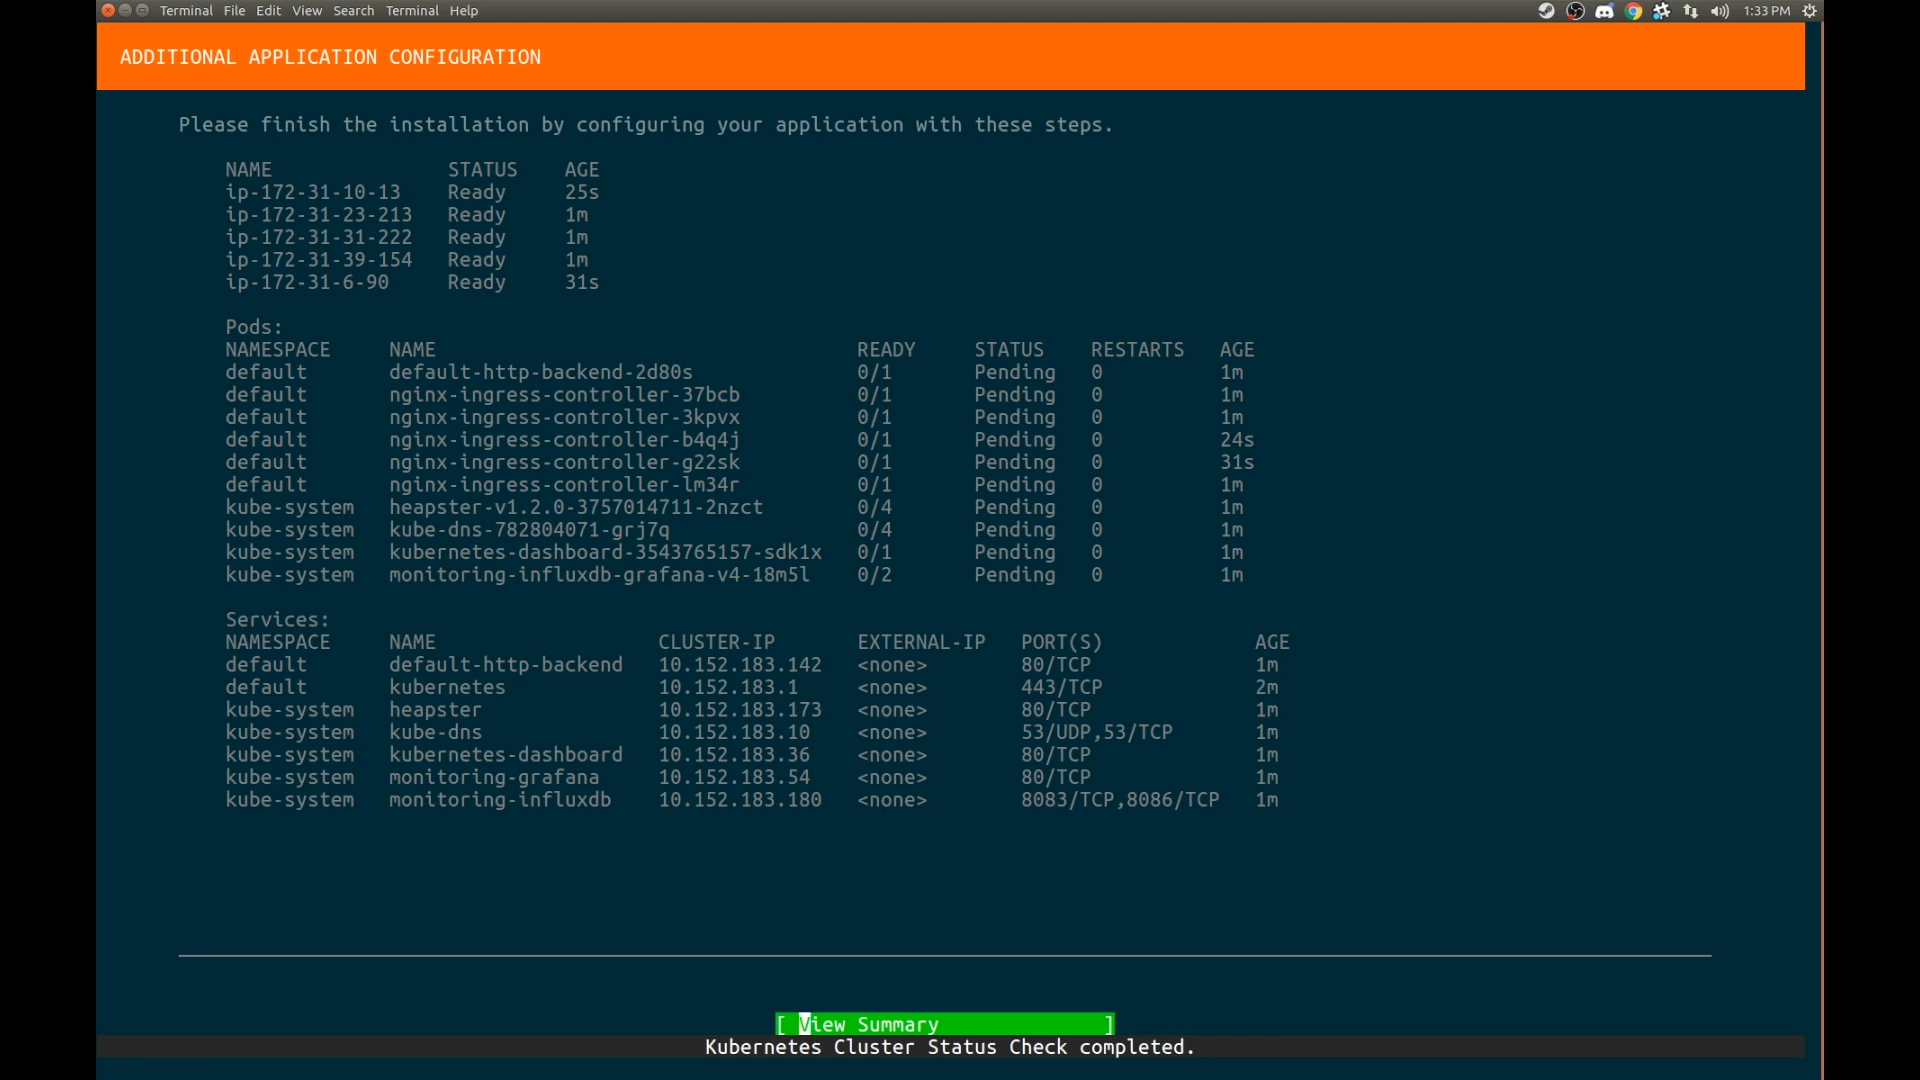 Terminal File Edit View Search Terminal Help 1:33 PM
ADDITIONAL APPLICATION CONFIGURATION
Please finish the installation by configuring your application with these steps.
NAME STATUS AGE
ip-172-31-10-13 Ready 25s
ip-172-31-23-213 Ready 1m
ip-172-31-31-222 Ready 1m
ip-172-31-39-154 Ready 1m
ip-172-31-6-90 Ready 31s
Pods:
NAMESPACE NAME READY STATUS RESTARTS AGE
default default-http-backend-2d80s 0/1 Pending 0 1m
default nginx-ingress-controller-37bcb 0/1 Pending 0 1m
default nginx-ingress-controller-3kpvx 0/1 Pending 0 1m
default nginx-ingress-controller-b4q4j 0/1 Pending 0 24s
default nginx-ingress-controller-g22sk 0/1 Pending 0 31s
default nginx-ingress-controller-lm34r 0/1 Pending 0 1m
kube-system heapster-v1.2.0-3757014711-2nzct 0/4 Pending 0 1m
kube-system kube-dns-782804071-grj7q 0/4 Pending 0 1m
kube-system kubernetes-dashboard-3543765157-sdk1x 0/1 Pending 0 1m
kube-system monitoring-influxdb-grafana-v4-18m5l 0/2 Pending 0 1m
Services:
NAMESPACE NAME CLUSTER-IP EXTERNAL-IP PORT(S) AGE
default default-http-backend 10.152.183.142 <none> 80/TCP 1m
default kubernetes 10.152.183.1 <none> 443/TCP 2m
kube-system heapster 10.152.183.173 <none> 80/TCP 1m
kube-system kube-dns 10.152.183.10 <none> 53/UDP,53/TCP 1m
kube-system kubernetes-dashboard 10.152.183.36 <none> 80/TCP 1m
kube-system monitoring-grafana 10.152.183.54 <none> 80/TCP 1m
kube-system monitoring-influxdb 10.152.183.180 <none> 8083/TCP,8086/TCP 1m
[ View Summary ]
Kubernetes Cluster Status Check completed.